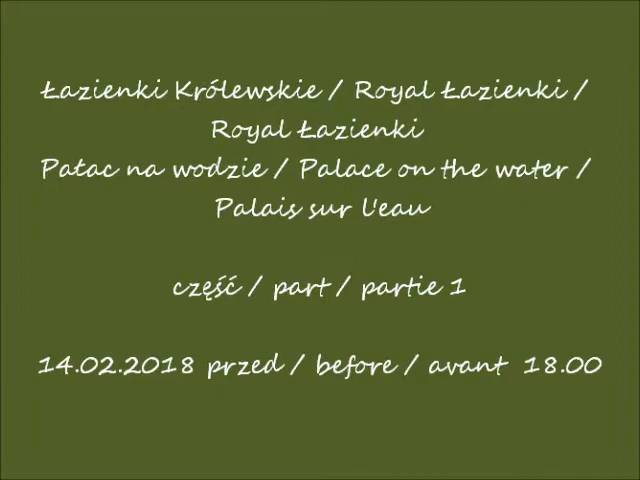 Łazienki Królewskie / Royal Łazienki /
Royal Łazienki
Pałac na wodzie / Palace on the water /
Palais sur l'eau
część / part / partie 1
14.02.2018 przed / before / avant 18.00